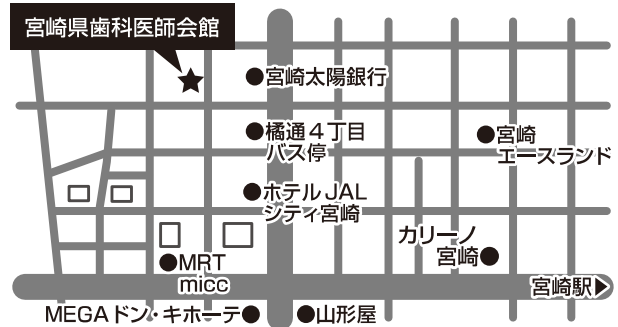 宮崎県歯科医師会館
宮崎太陽銀行
橘通4丁目
バス停
宮崎
エースランド
ホテルJAL
シティ宮崎
カリーノ
宮崎
MRT
micc
宮崎駅
MEGAドン・キホーテ
山形屋